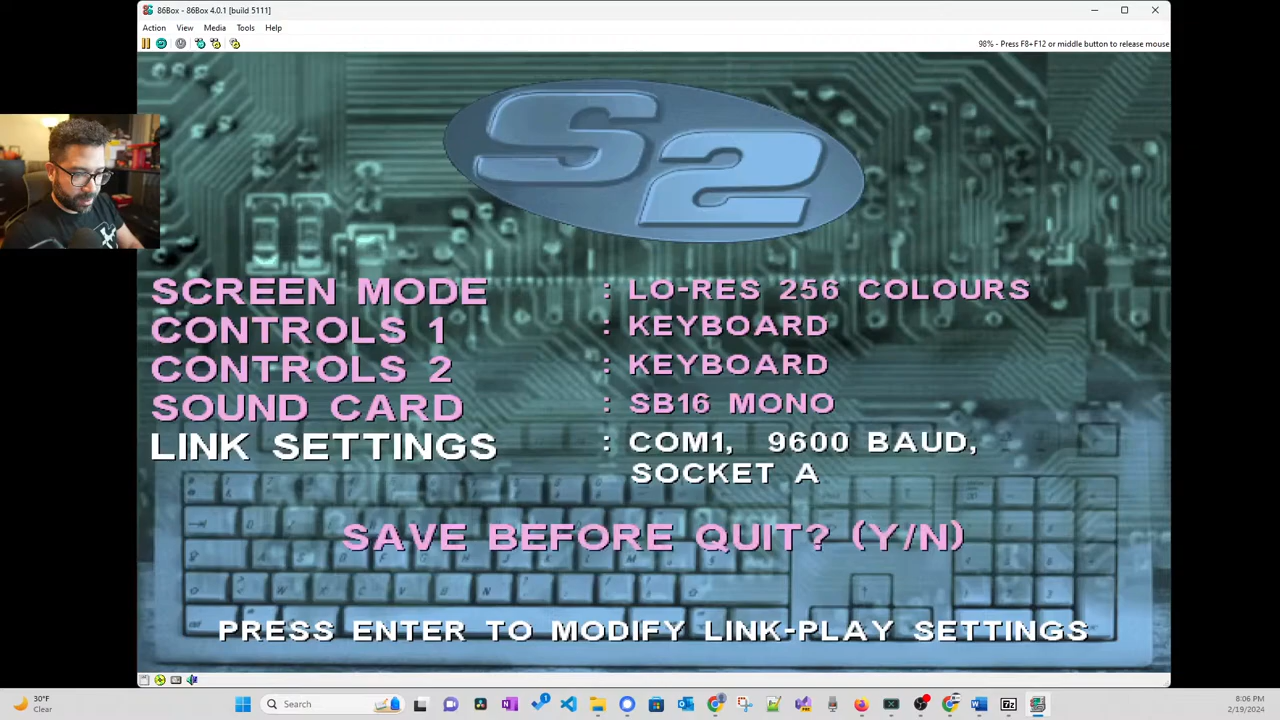 86Box - 86Box 4.0.1 [build 5111]
Action View Media Tools Help
98% - Press F8+F12 or middle button to release mouse
S2
SCREEN MODE : LO-RES 256 COLOURS
CONTROLS 1 : KEYBOARD
CONTROLS 2 : KEYBOARD
SOUND CARD : SB16 MONO
LINK SETTINGS : COM1, 9600 BAUD,
SOCKET A
SAVE BEFORE QUIT? (Y/N)
PRESS ENTER TO MODIFY LINK-PLAY SETTINGS
30°F
Clear
Search
8:06 PM
2/19/2024